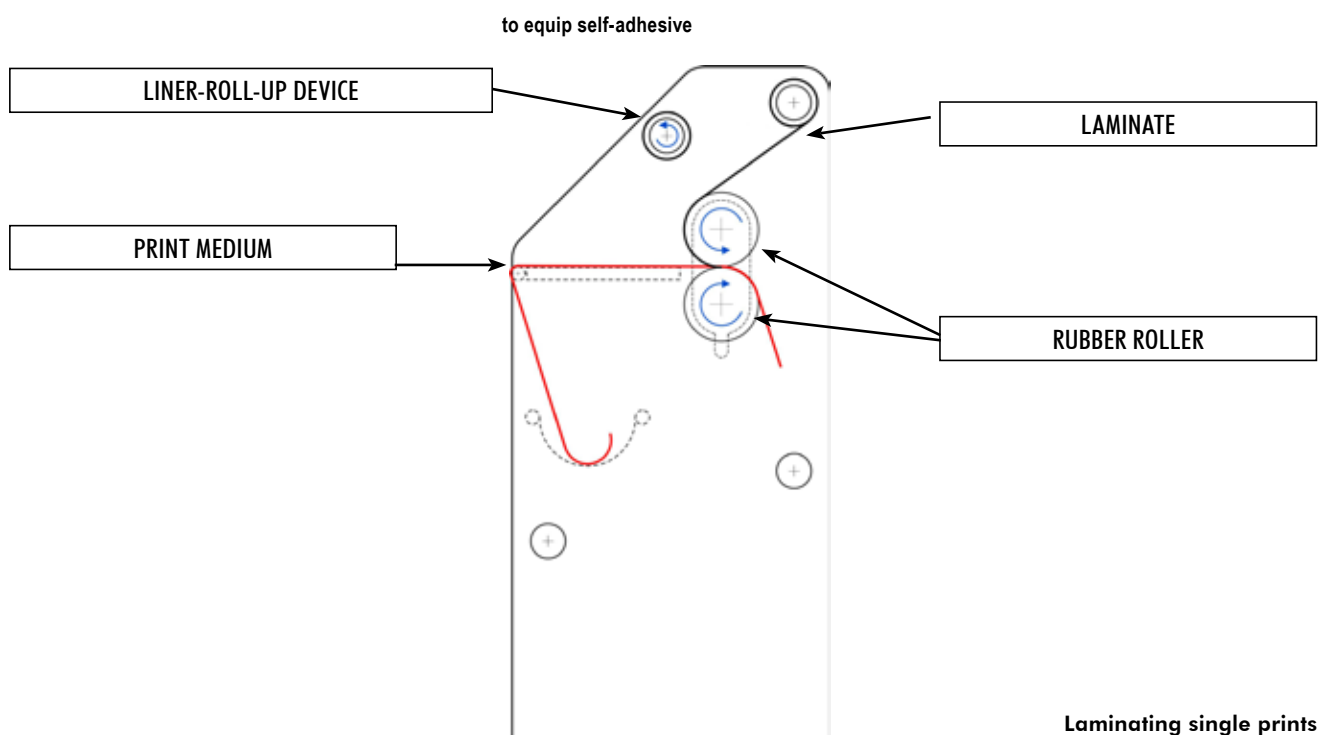 to equip self-adhesive
LINER-ROLL-UP DEVICE
LAMINATE
PRINT MEDIUM
RUBBER ROLLER
Laminating single prints